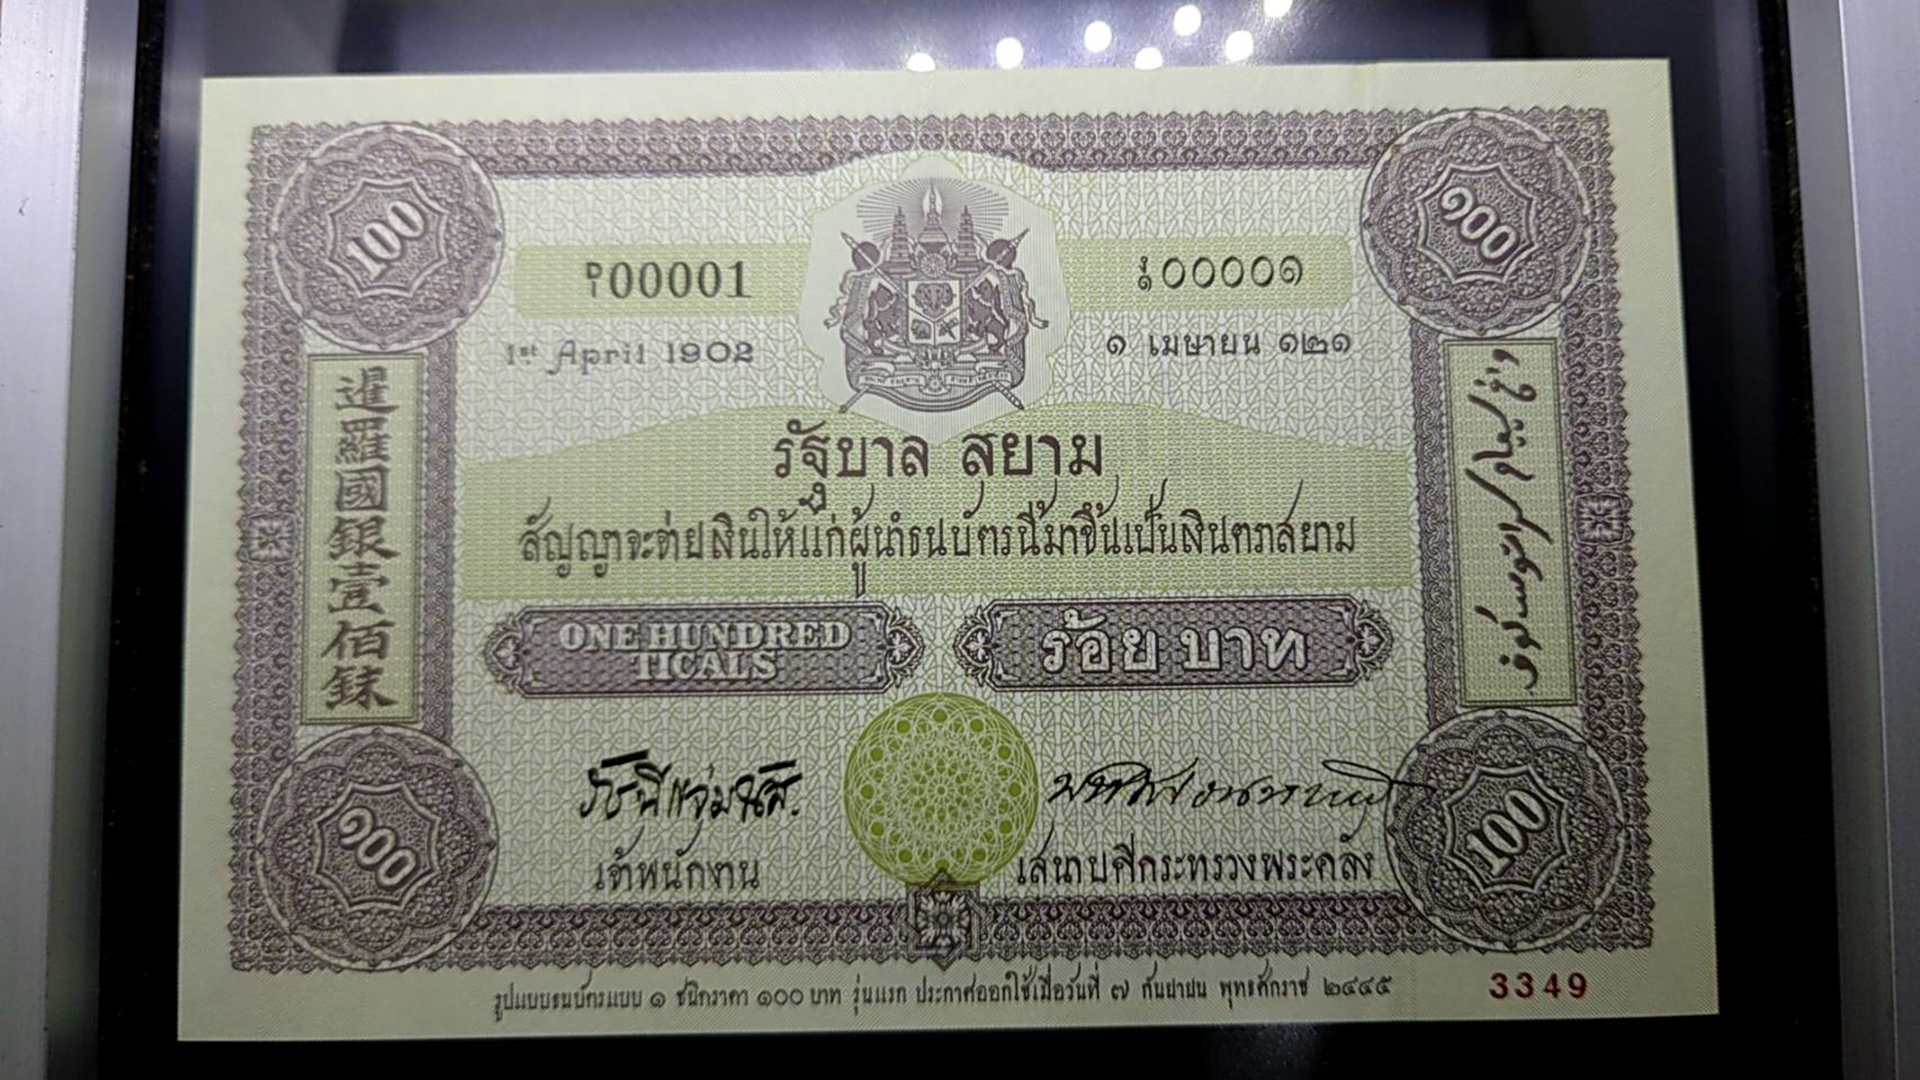 100
๑๐๐
P/1 00001
1st April 1902
๑ เมษายน ๑๒๑
暹羅國銀壹佰銖
รัฐบาล สยาม
สัญญาจะจ่ายเงินให้แก่ผู้นำธนบัตรนี้มาขึ้นเป็นเงินตราสยาม
ONE HUNDRED
TICALS
ร้อย บาท
เจ้าพนักงาน
เสนาบดีกระทรวงพระคลัง
๑๐๐
100
รูปแบบธนบัตรแบบ ๑ ชนิดราคา ๑๐๐ บาท รุ่นแรก ประกาศออกใช้เมื่อวันที่ ๗ กันยายน พุทธศักราช ๒๔๔๕
3349